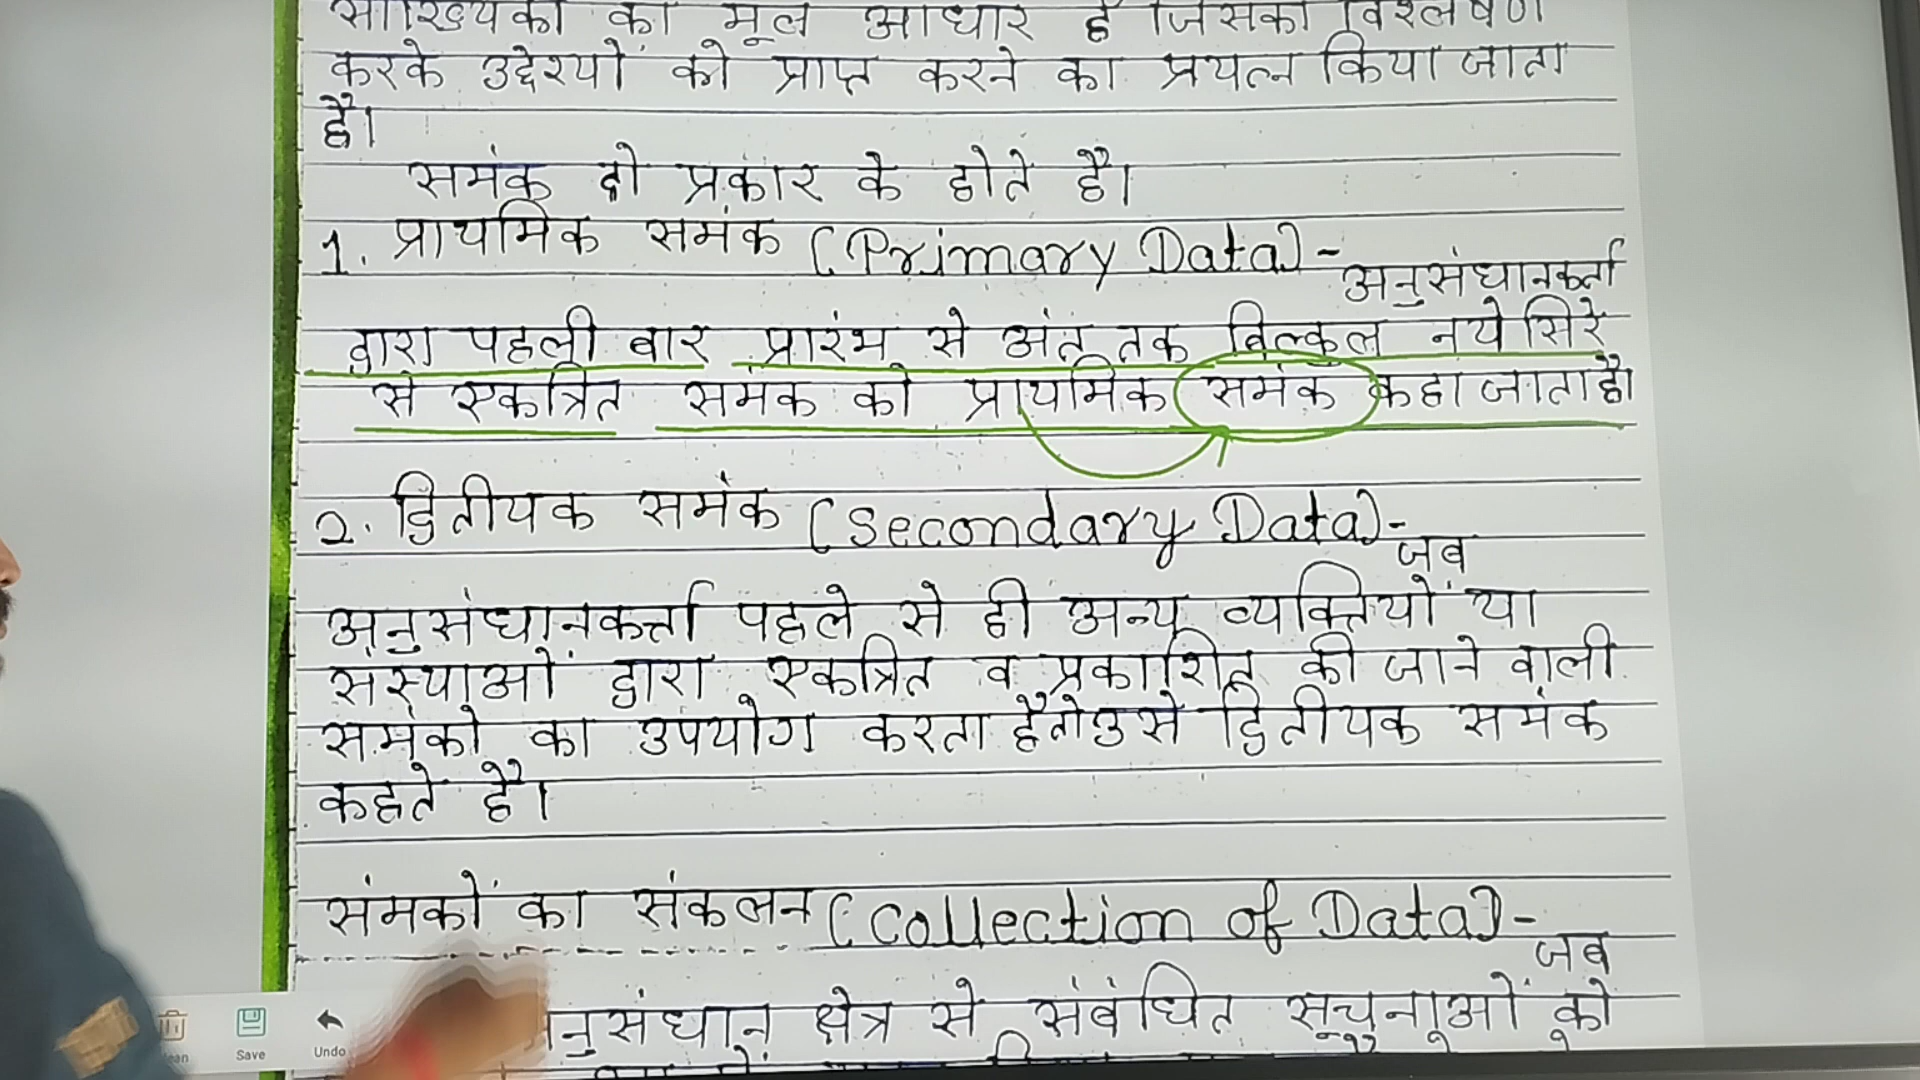 सांख्यिकी का मूल आधार है जिसका विश्लेषण
करके उद्देश्यों को प्राप्त करने का प्रयत्न किया जाता
है।
समंक दो प्रकार के होते है।
1. प्राथमिक समंक (Primary Data)-
अनुसंधानकर्ता
द्वारा पहली बार प्रारंभ से अंत तक बिल्कुल नये सिरे
से एकत्रित समंक को प्राथमिक समंक कहा जाता है।
2. द्वितीयक समंक (Secondary Data)-
जब
अनुसंधानकर्त्ता पहले से ही अन्य व्यक्तियों या
संस्थाओं द्वारा एकत्रित व प्रकाशित की जाने वाली
समंको का उपयोग करता है तो उसे द्वितीयक समंक
कहते है।
संमकों का संकलन (Collection of Data)-
जब
अनुसंधान क्षेत्र से संबंधित सूचनाओं को
Save
Undo